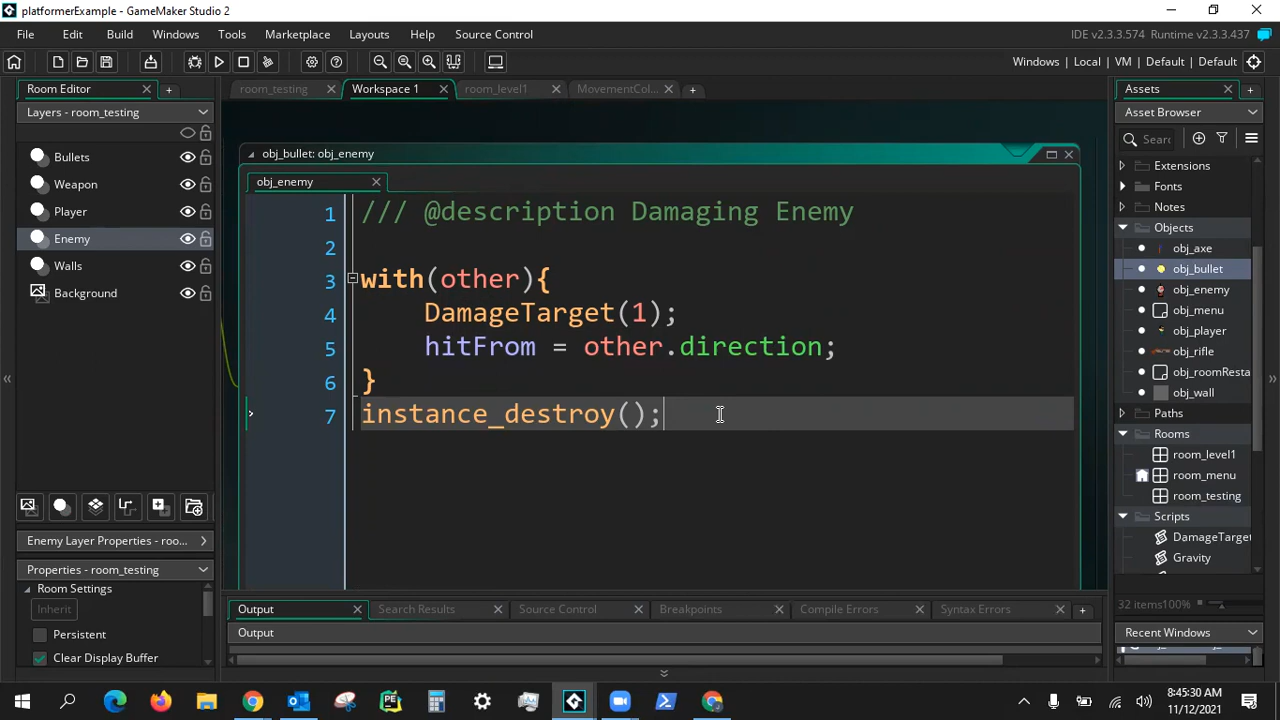 platformerExample - GameMaker Studio 2
File Edit Build Windows Tools Marketplace Layouts Help Source Control
IDE v2.3.3.574 Runtime v2.3.3.437
Windows | Local | VM | Default | Default
Room Editor
room_testing
Workspace 1
room_level1
MovementCol...
Assets
Layers - room_testing
Asset Browser
Searc
Bullets
Weapon
Player
Enemy
Walls
Background
obj_bullet: obj_enemy
obj_enemy
1 /// @description Damaging Enemy
2
3 with(other){
4 DamageTarget(1);
5 hitFrom = other.direction;
6 }
7 instance_destroy();
Extensions
Fonts
Notes
Objects
obj_axe
obj_bullet
obj_enemy
obj_menu
obj_player
obj_rifle
obj_roomResta
obj_wall
Paths
Rooms
room_level1
room_menu
room_testing
Scripts
DamageTarget
Gravity
32 items 100%
Recent Windows
Enemy Layer Properties - roo...
Properties - room_testing
Room Settings
Inherit
Persistent
Clear Display Buffer
Output
Search Results
Source Control
Breakpoints
Compile Errors
Syntax Errors
Output
8:45:30 AM
11/12/2021